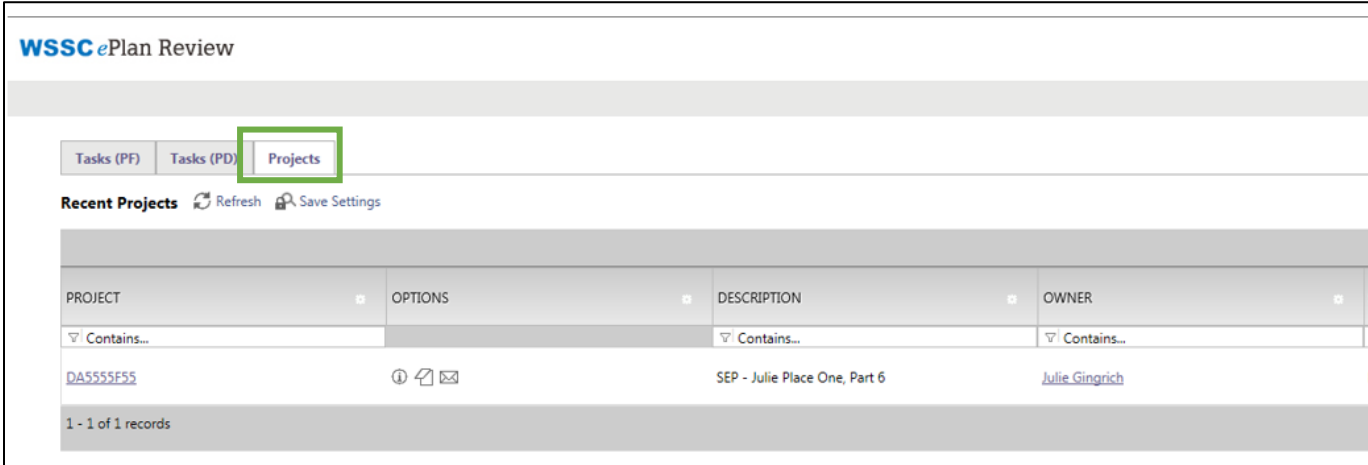 WSSC ePlan Review
Tasks (PF) Tasks (PD) Projects
Recent Projects Refresh Save Settings
PROJECT OPTIONS DESCRIPTION OWNER
Contains... Contains... Contains...
DA5555F55 SEP - Julie Place One, Part 6 Julie Gingrich
1 - 1 of 1 records